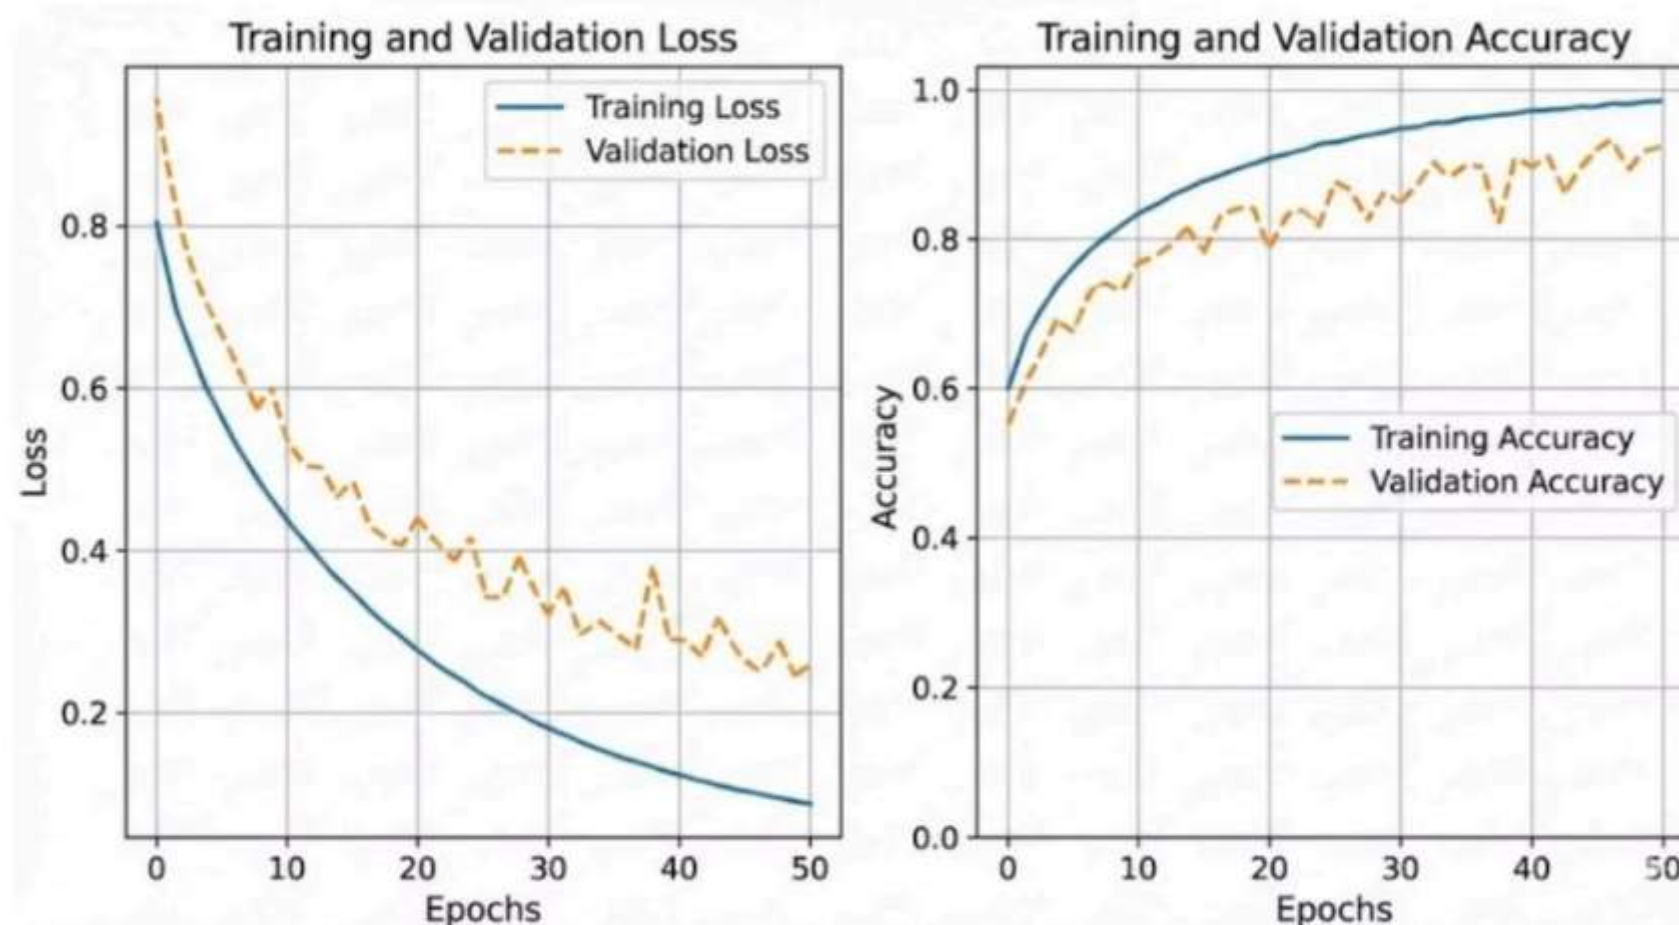 Training and Validation Loss
Training Loss
Validation Loss
0.8
0.6
0.4
0.2
Loss
0 10 20 30 40 50
Epochs
Training and Validation Accuracy
1.0
0.8
0.6
0.4
0.2
0.0
Accuracy
Training Accuracy
Validation Accuracy
0 10 20 30 40 50
Epochs